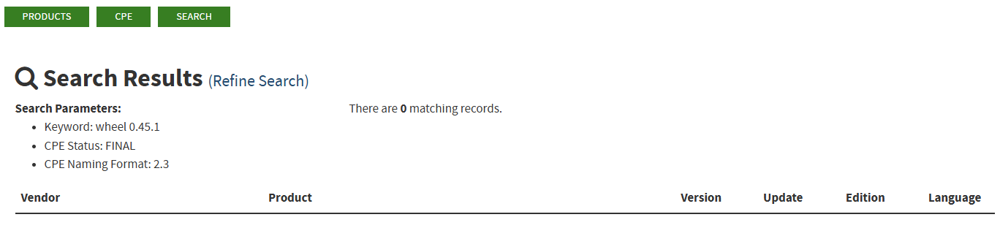 PRODUCTS CPE SEARCH
Search Results (Refine Search)
Search Parameters: There are 0 matching records.
• Keyword: wheel 0.45.1
• CPE Status: FINAL
• CPE Naming Format: 2.3
Vendor Product Version Update Edition Language